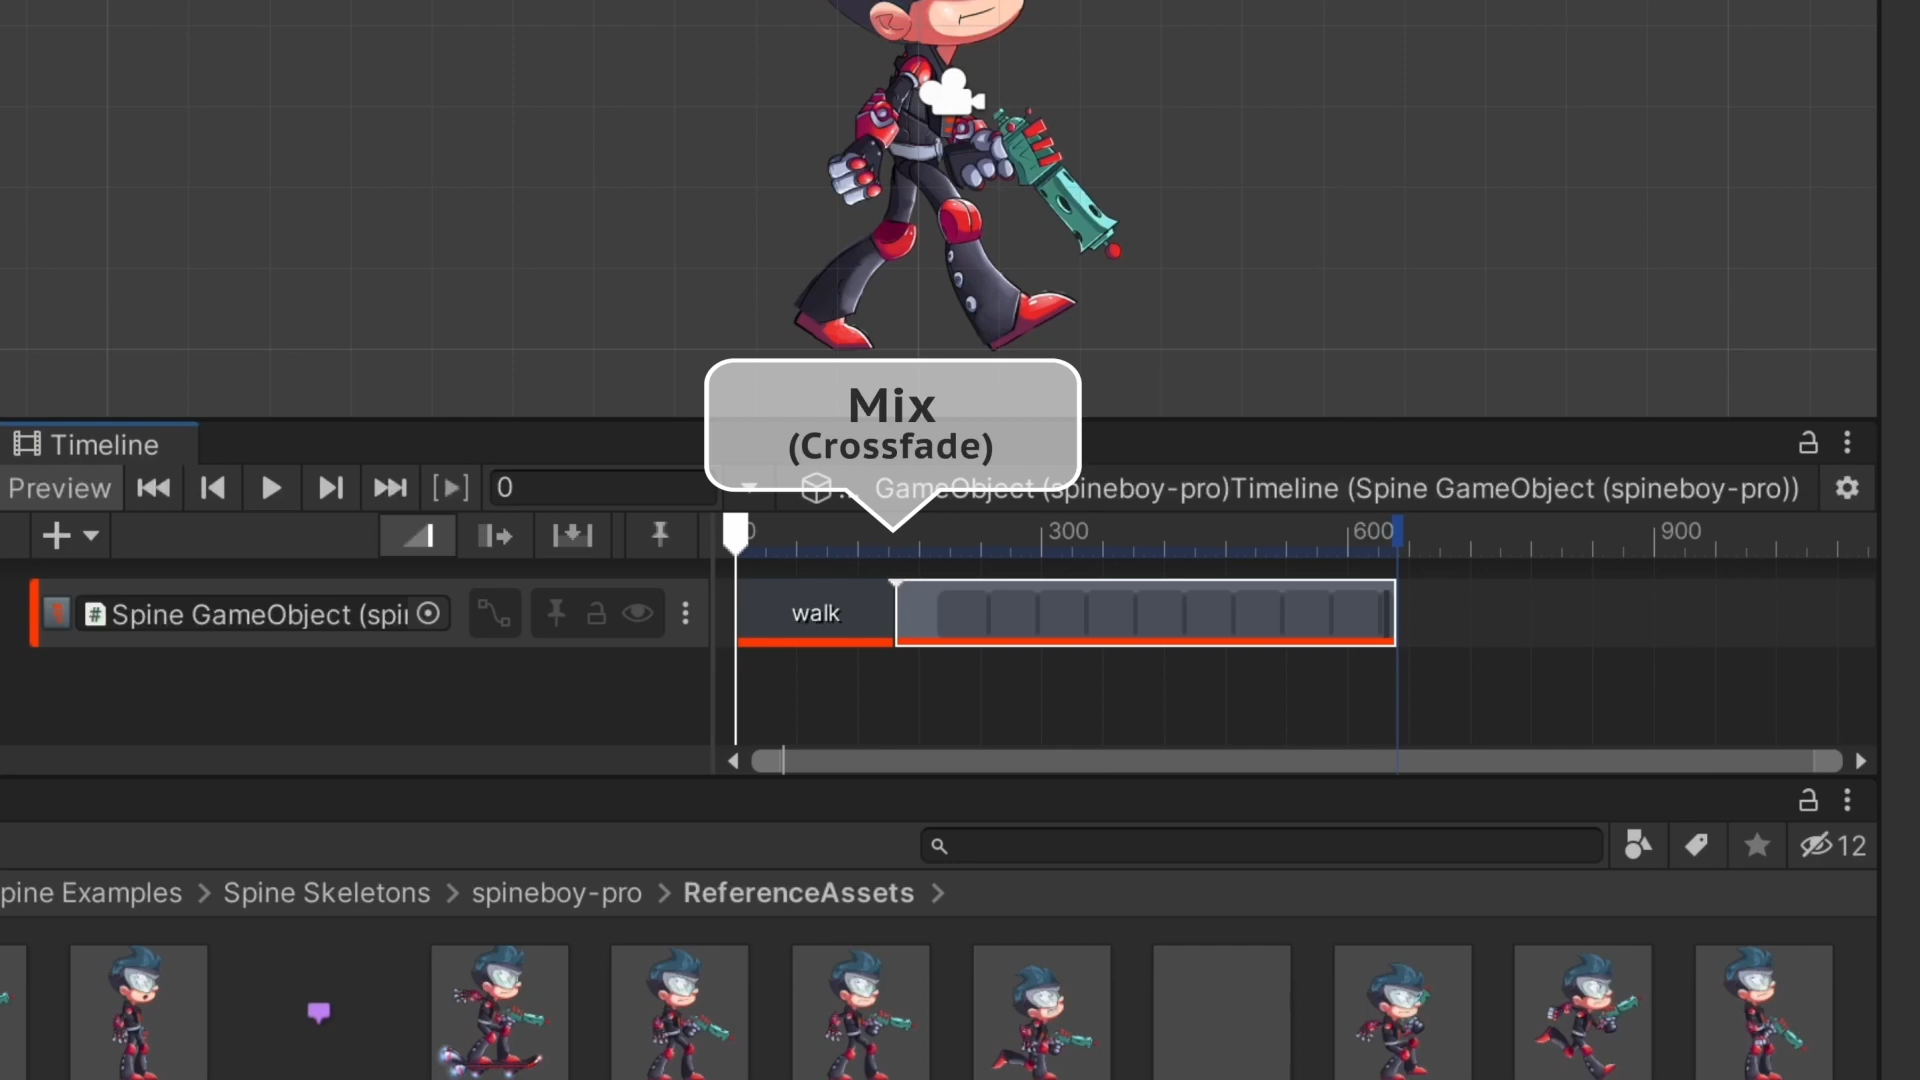 Mix
(Crossfade)
Timeline
Preview
0
GameObject (spineboy-pro)Timeline (Spine GameObject (spineboy-pro))
0
300
600
900
Spine GameObject (spi
walk
12
pine Examples > Spine Skeletons > spineboy-pro > ReferenceAssets >